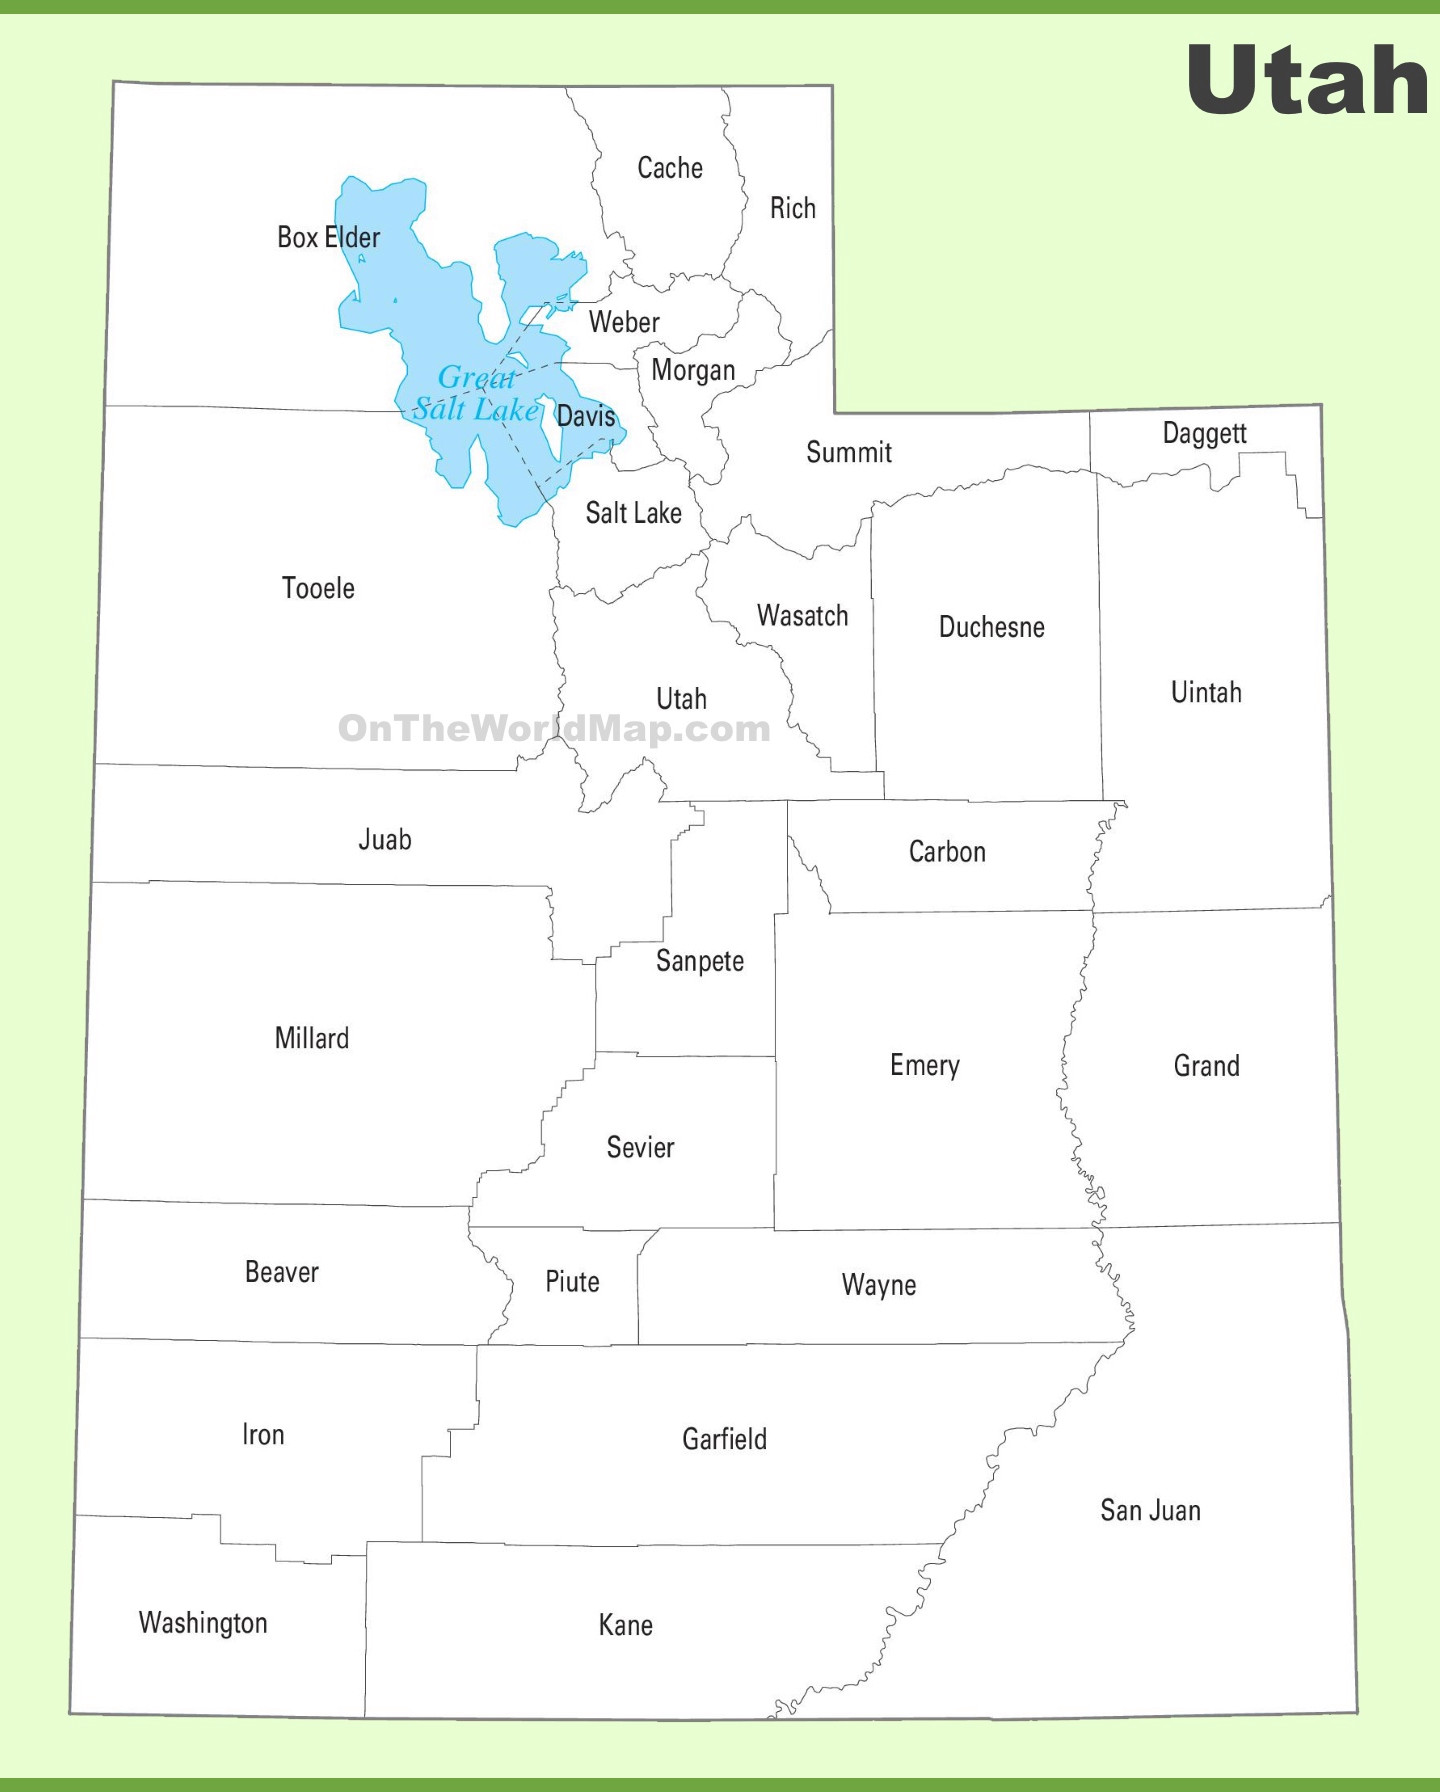 Utah
Cache
Rich
Box Elder
Weber
Morgan
Great
Salt Lake
Davis
Daggett
Summit
Salt Lake
Tooele
Wasatch
Duchesne
Uintah
Utah
OnTheWorldMap.com
Juab
Carbon
Sanpete
Millard
Emery
Grand
Sevier
Beaver
Piute
Wayne
Iron
Garfield
San Juan
Washington
Kane